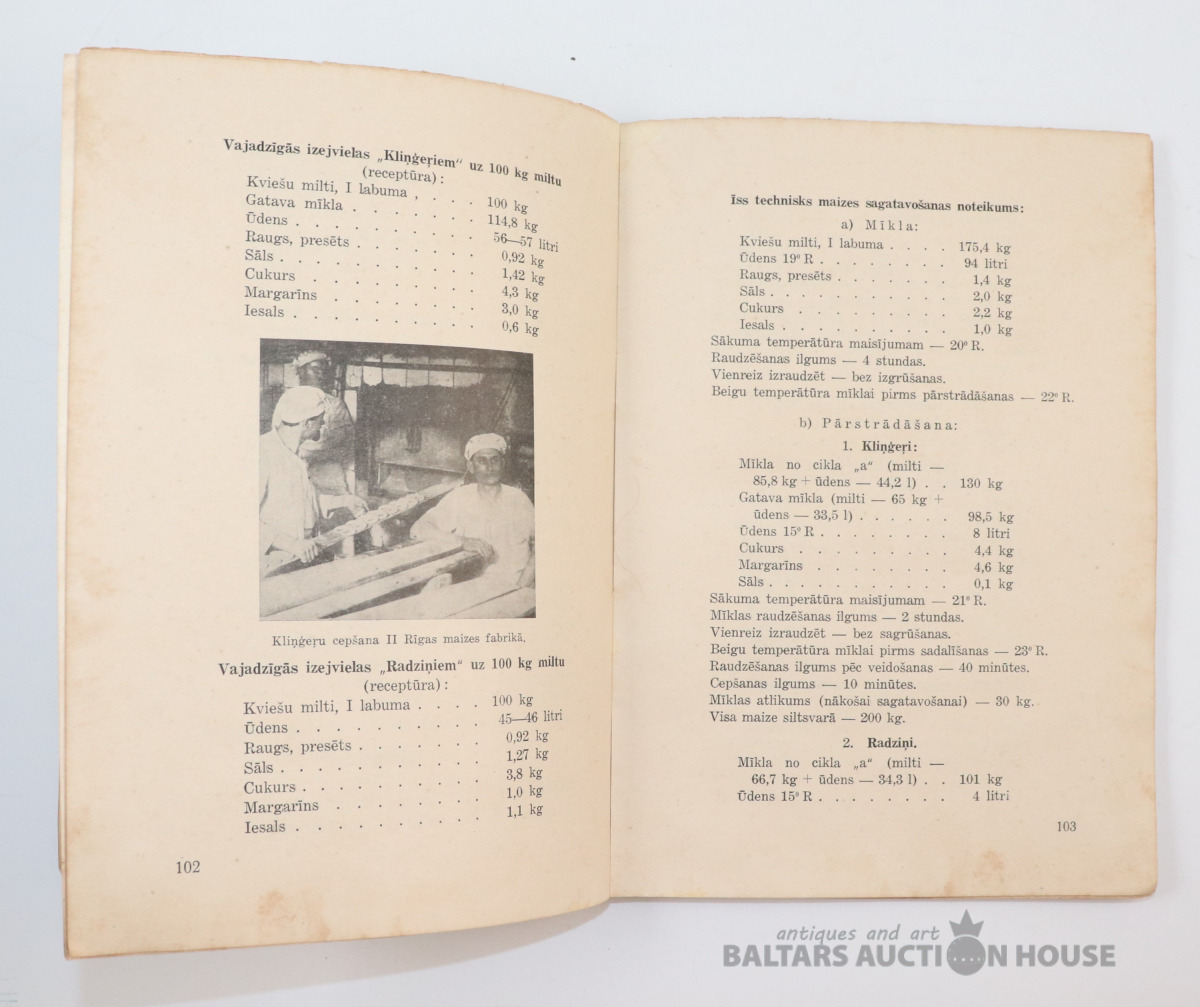 Vajadzīgās izejvielas „Kliņģeŗiem“ uz 100 kg miltu
(receptūra) :
Kviešu milti, I labuma . . . . 100 kg
Gatava mīkla . . . . . . . 114,8 kg
Ūdens . . . . . . . . . . 56—57 litri
Raugs, presēts . . . . . . . 0,92 kg
Sāls . . . . . . . . . . . 1,42 kg
Cukurs . . . . . . . . . . 4,3 kg
Margarīns . . . . . . . . 3,0 kg
Iesals . . . . . . . . . . 0,6 kg
Kliņģeŗu cepšana II Rīgas maizes fabrikā.
Vajadzīgās izejvielas „Radziņiem“ uz 100 kg miltu
(receptūra) :
Kviešu milti, I labuma . . . . 100 kg
Ūdens . . . . . . . . . . 45—46 litri
Raugs, presēts . . . . . . . 0,92 kg
Sāls . . . . . . . . . . . 1,27 kg
Cukurs . . . . . . . . . . 3,8 kg
Margarīns . . . . . . . . 1,0 kg
Iesals . . . . . . . . . . 1,1 kg
102
Īss technisks maizes sagatavošanas noteikums:
a) Mīkla:
Kviešu milti, I labuma . . . . 175,4 kg
Ūdens 19° R . . . . . . . . 94 litri
Raugs, presēts . . . . . . . 1,4 kg
Sāls . . . . . . . . . . . 2,0 kg
Cukurs . . . . . . . . . 2,2 kg
Iesals . . . . . . . . . . 1,0 kg
Sākuma temperātūra maisījumam — 20° R.
Raudzēšanas ilgums — 4 stundas.
Vienreiz izraudzēt — bez izgrūšanas.
Beigu temperātūra mīklai pirms pārstrādāšanas — 22° R.
b) Pārstrādāšana:
1. Kliņģeŗi:
Mīkla no cikla „a“ (milti —
85,8 kg + ūdens — 44,2 l) . . 130 kg
Gatava mīkla (milti — 65 kg +
ūdens — 33,5 l) . . . . . . 98,5 kg
Ūdens 15° R . . . . . . . . 8 litri
Cukurs . . . . . . . . . 4,4 kg
Margarīns . . . . . . . . 4,6 kg
Sāls . . . . . . . . . . . 0,1 kg
Sākuma temperātūra maisījumam — 21° R.
Mīklas raudzēšanas ilgums — 2 stundas.
Vienreiz izraudzēt — bez sagrūšanas.
Beigu temperātūra mīklai pirms sadalīšanas — 23° R.
Raudzēšanas ilgums pēc veidošanas — 40 minūtes.
Cepšanas ilgums — 10 minūtes.
Mīklas atlikums (nākošai sagatavošanai) — 30 kg.
Visa maize siltsvarā — 200 kg.
2. Radziņi.
Mīkla no cikla „a“ (milti —
66,7 kg + ūdens — 34,3 l) . . 101 kg
Ūdens 15° R . . . . . . . . 4 litri
103
antiques and art
BALTARS AUCTION HOUSE